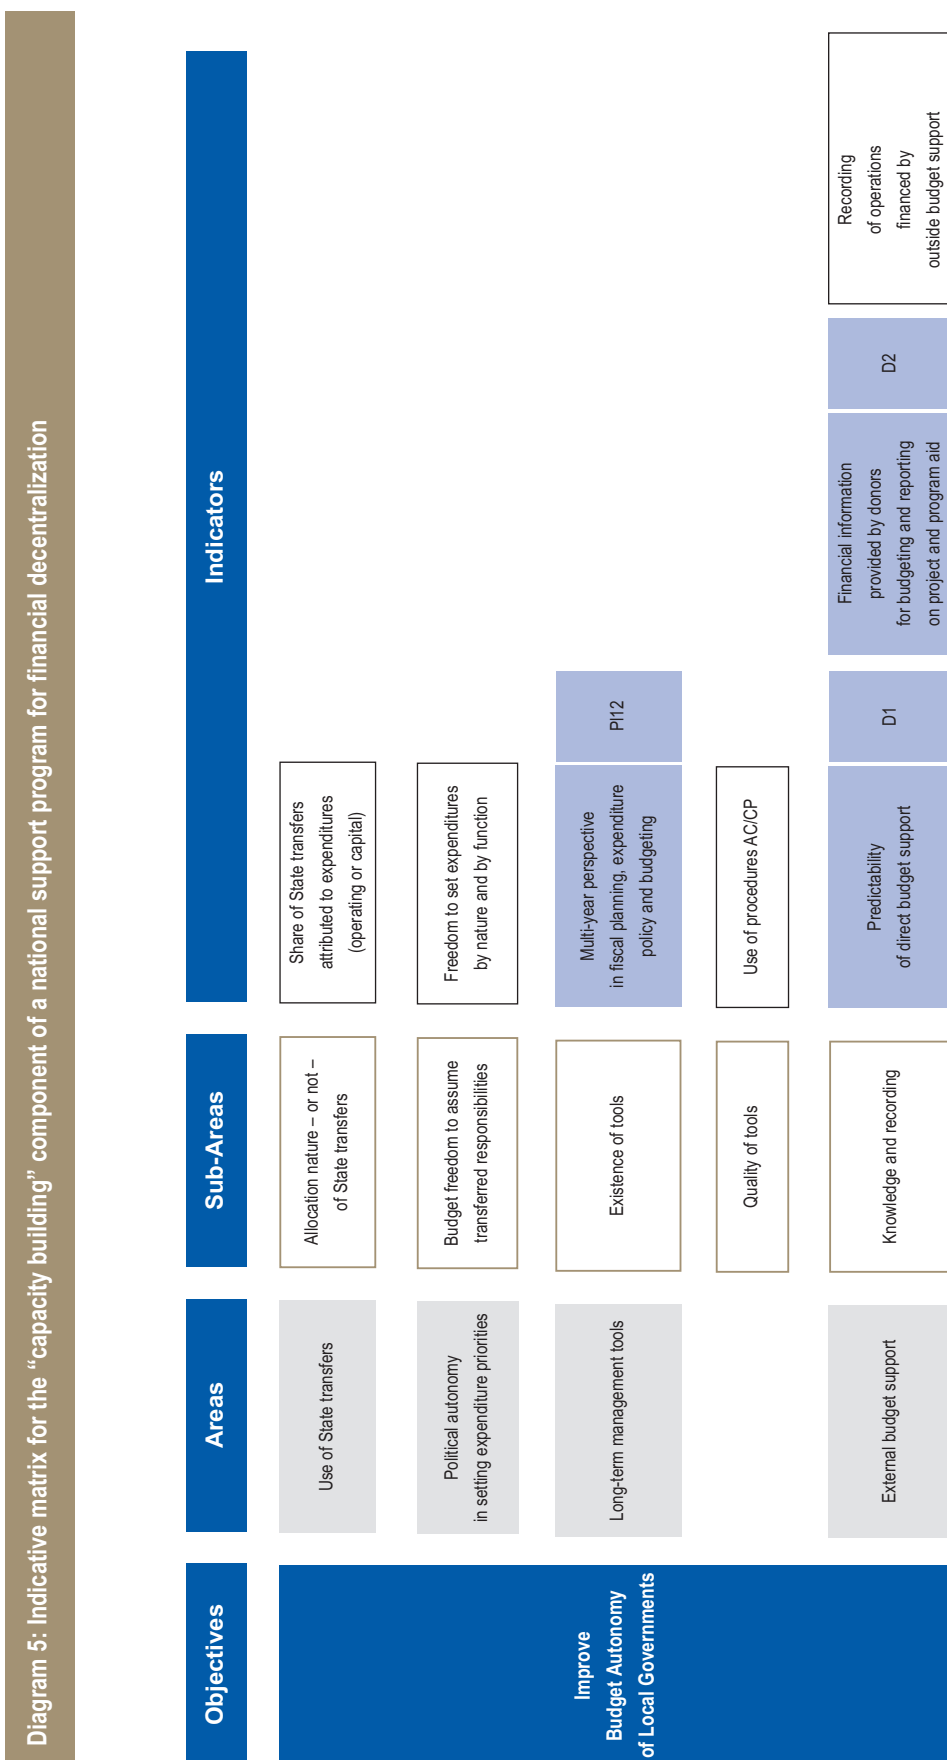 Diagram 5: Indicative matrix for the “capacity building” component of a national support program for financial decentralization
Objectives
Areas
Sub-Areas
Indicators
Improve
Budget Autonomy
of Local Governments
Use of State transfers
Allocation nature – or not –
of State transfers
Share of State transfers
attributed to expenditures
(operating or capital)
Political autonomy
in setting expenditure priorities
Budget freedom to assume
transferred responsibilities
Freedom to set expenditures
by nature and by function
Long-term management tools
Existence of tools
Multi-year perspective
in fiscal planning, expenditure
policy and budgeting
PI12
Quality of tools
Use of procedures AC/CP
External budget support
Knowledge and recording
Predictability
of direct budget support
D1
Financial information
provided by donors
for budgeting and reporting
on project and program aid
D2
Recording
of operations
financed by
outside budget support